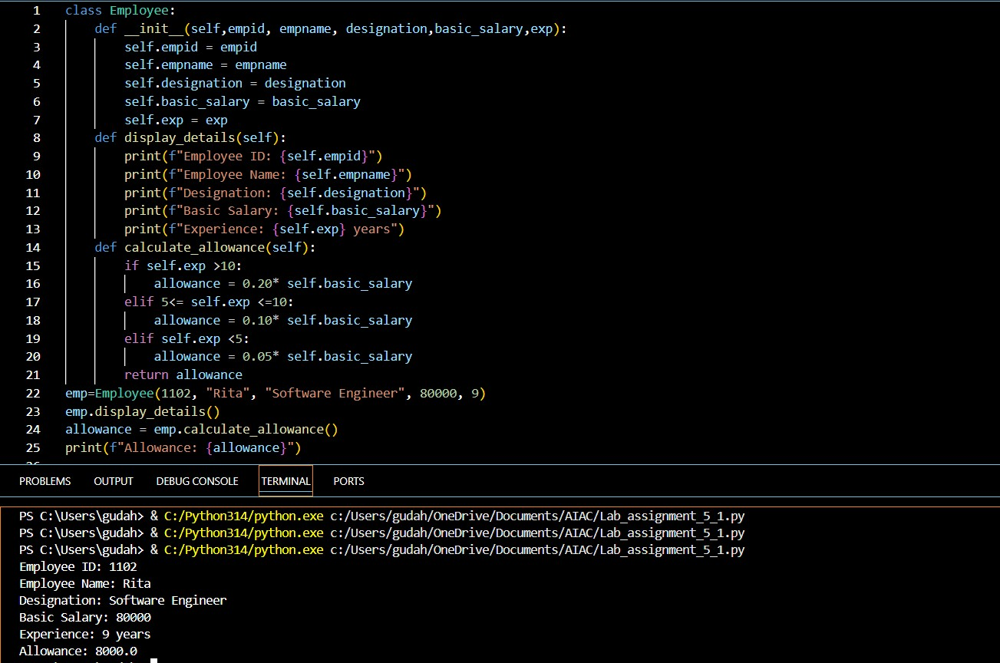 1 class Employee:
2 def __init__(self,empid, empname, designation,basic_salary,exp):
3 self.empid = empid
4 self.empname = empname
5 self.designation = designation
6 self.basic_salary = basic_salary
7 self.exp = exp
8 def display_details(self):
9 print(f"Employee ID: {self.empid}")
10 print(f"Employee Name: {self.empname}")
11 print(f"Designation: {self.designation}")
12 print(f"Basic Salary: {self.basic_salary}")
13 print(f"Experience: {self.exp} years")
14 def calculate_allowance(self):
15 if self.exp >10:
16 allowance = 0.20* self.basic_salary
17 elif 5<= self.exp <=10:
18 allowance = 0.10* self.basic_salary
19 elif self.exp <5:
20 allowance = 0.05* self.basic_salary
21 return allowance
22 emp=Employee(1102, "Rita", "Software Engineer", 80000, 9)
23 emp.display_details()
24 allowance = emp.calculate_allowance()
25 print(f"Allowance: {allowance}")
PROBLEMS OUTPUT DEBUG CONSOLE TERMINAL PORTS
PS C:\Users\gudah> & C:/Python314/python.exe c:/Users/gudah/OneDrive/Documents/AIAC/Lab_assignment_5_1.py
PS C:\Users\gudah> & C:/Python314/python.exe c:/Users/gudah/OneDrive/Documents/AIAC/Lab_assignment_5_1.py
PS C:\Users\gudah> & C:/Python314/python.exe c:/Users/gudah/OneDrive/Documents/AIAC/Lab_assignment_5_1.py
Employee ID: 1102
Employee Name: Rita
Designation: Software Engineer
Basic Salary: 80000
Experience: 9 years
Allowance: 8000.0